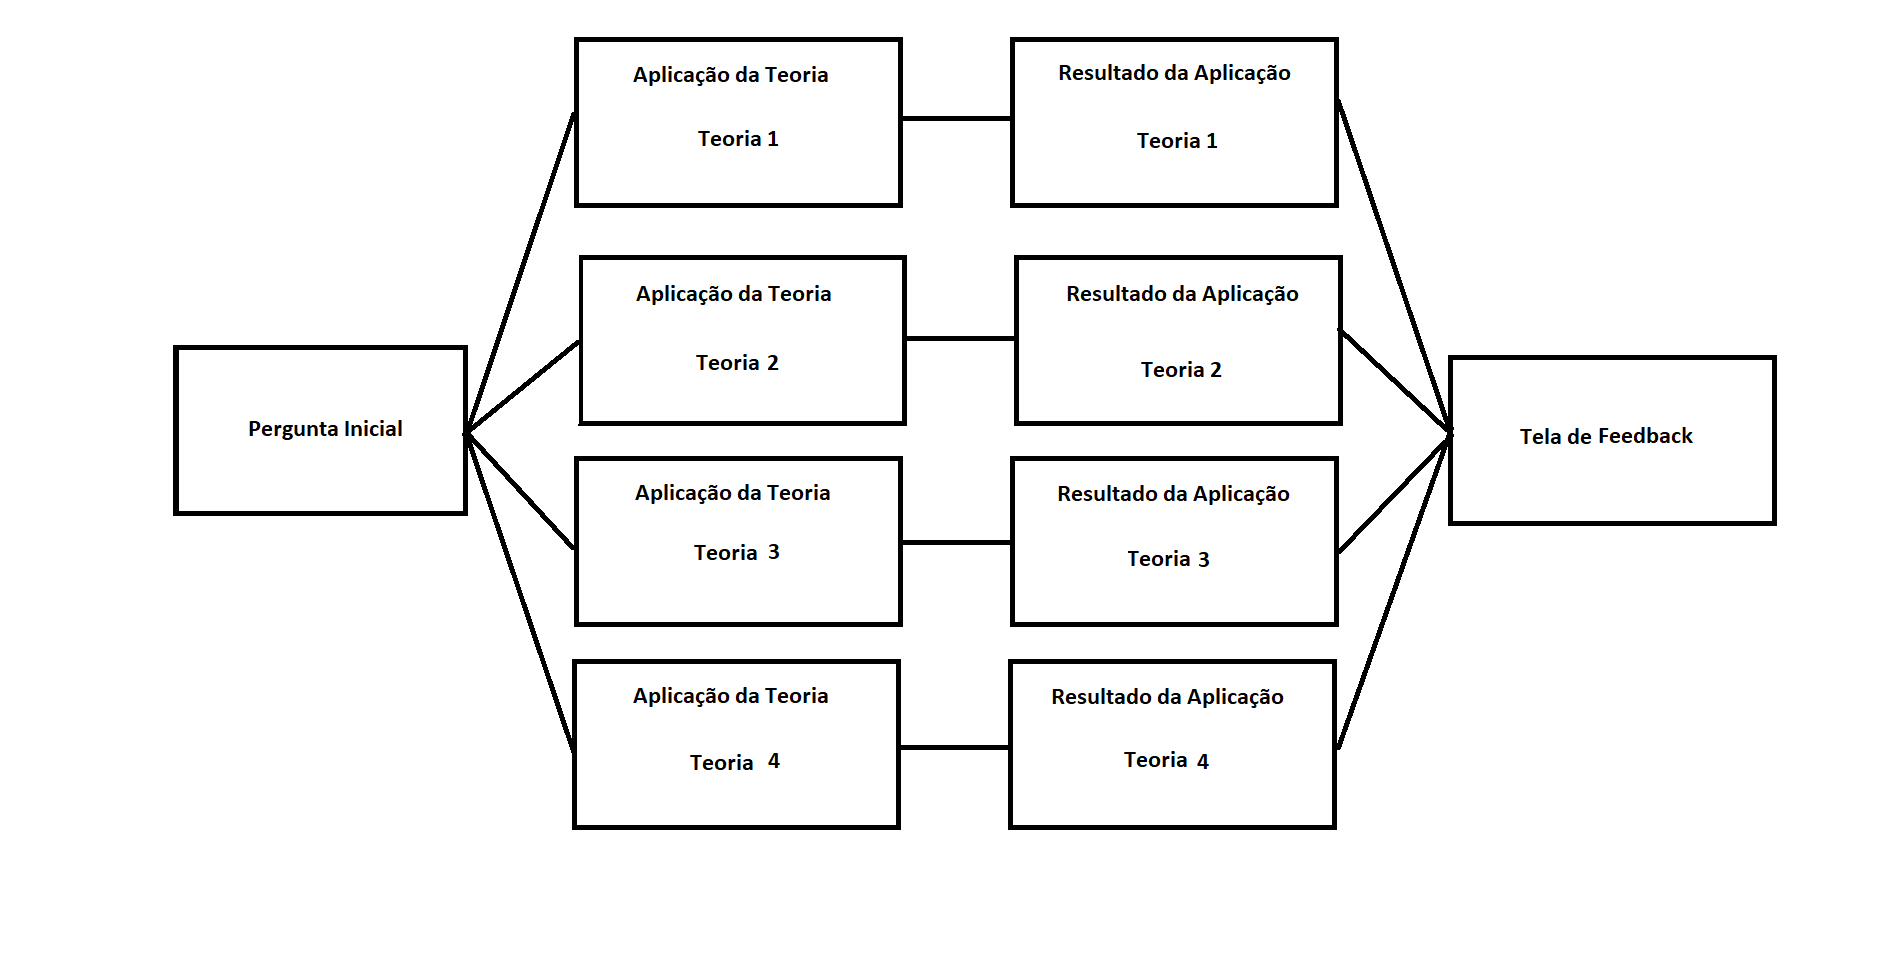 Aplicação da Teoria
Teoria 1
Resultado da Aplicação
Teoria 1
Aplicação da Teoria
Teoria 2
Resultado da Aplicação
Teoria 2
Pergunta Inicial
Tela de Feedback
Aplicação da Teoria
Teoria 3
Resultado da Aplicação
Teoria 3
Aplicação da Teoria
Teoria 4
Resultado da Aplicação
Teoria 4